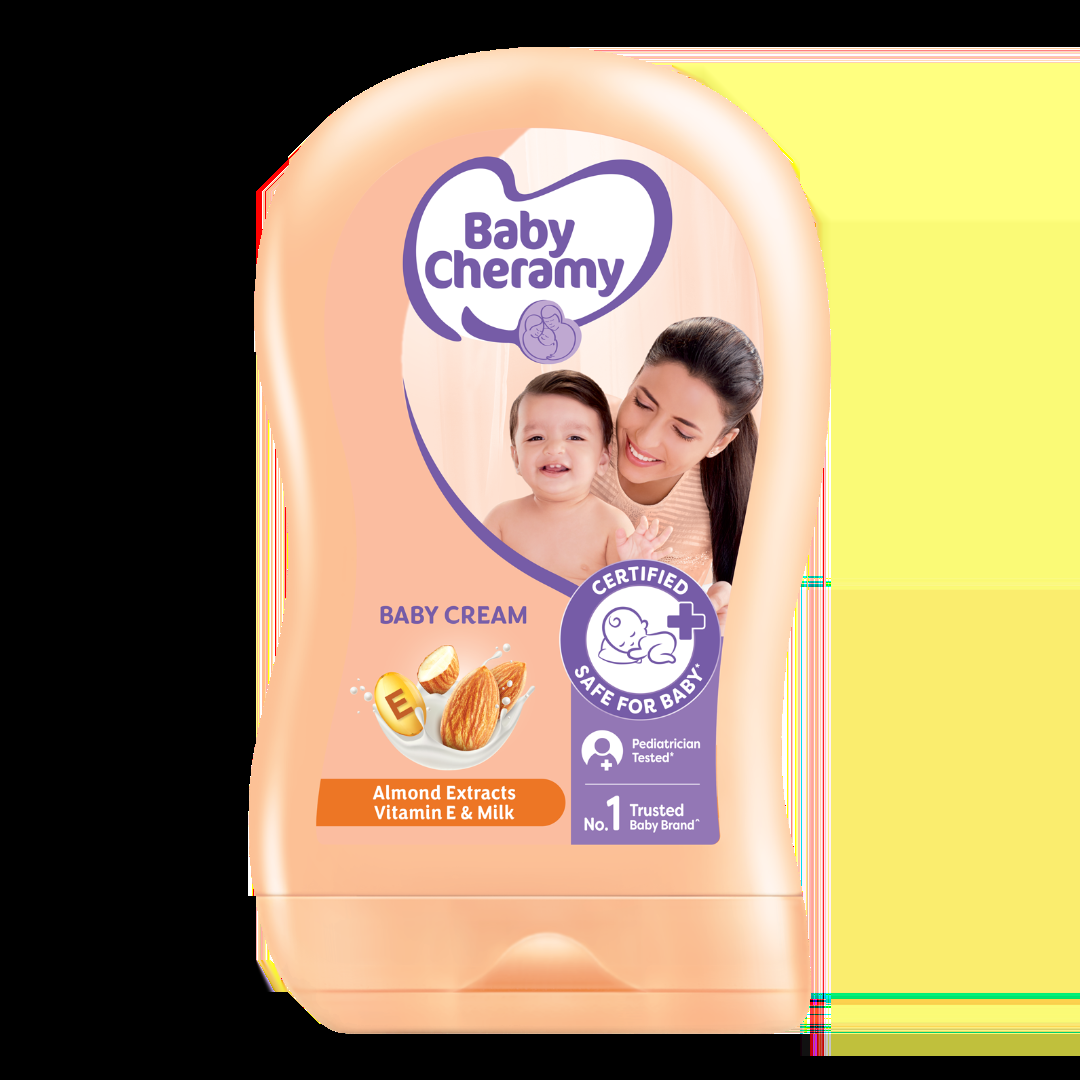 Baby
Cheramy
BABY CREAM
E
Almond Extracts
Vitamin E & Milk
CERTIFIED
SAFE FOR BABY*
Pediatrician
Tested*
No.1 Trusted
Baby Brand^